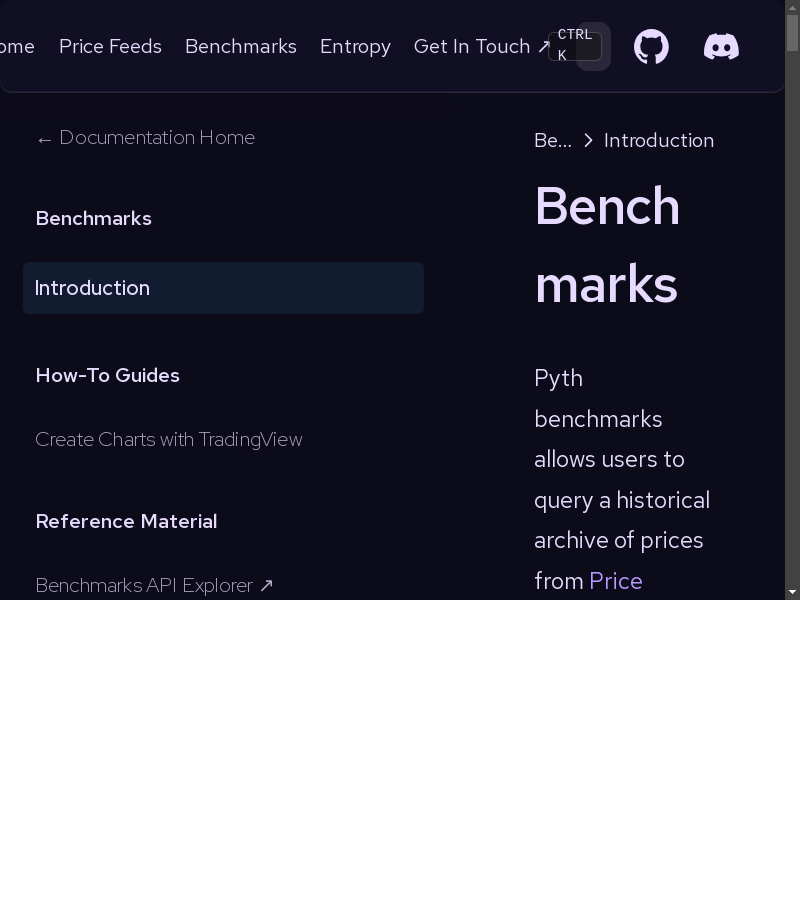 ome Price Feeds Benchmarks Entropy Get In Touch ↗ CTRL K
← Documentation Home
Benchmarks
Introduction
How-To Guides
Create Charts with TradingView
Reference Material
Benchmarks API Explorer ↗
Be... > Introduction
Bench
marks
Pyth
benchmarks
allows users to
query a historical
archive of prices
from Price